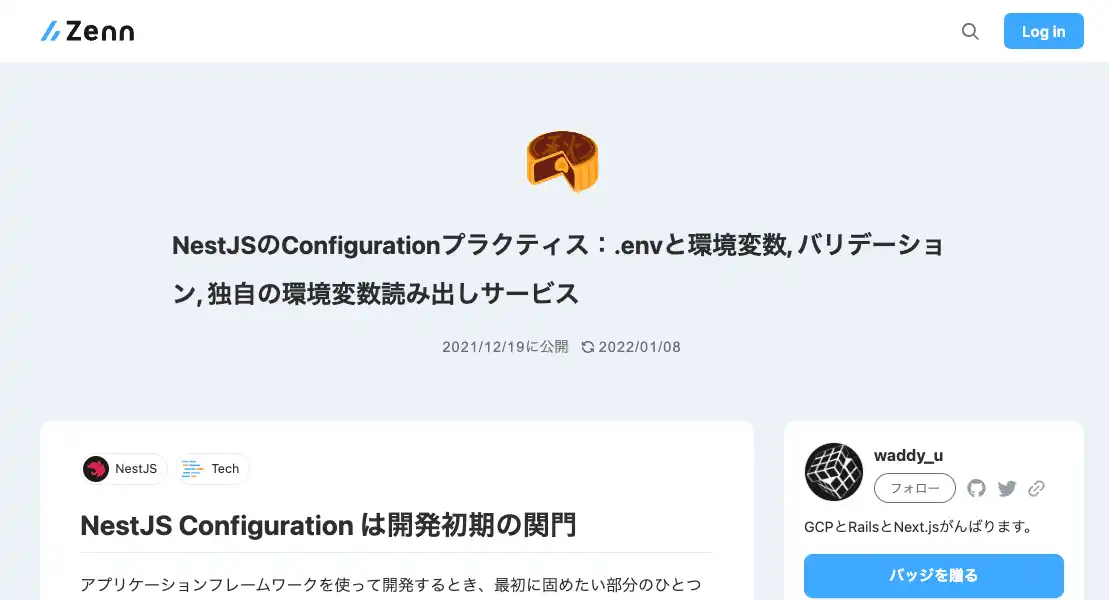 Zenn
Log in
秋
NestJSのConfigurationプラクティス：.envと環境変数, バリデーショ
ン, 独自の環境変数読み出しサービス
2021/12/19に公開 2022/01/08
NestJS Tech
NestJS Configuration は開発初期の関門
アプリケーションフレームワークを使って開発するとき、最初に固めたい部分のひとつ
waddy_u
フォロー
GCPとRailsとNext.jsがんばります。
バッジを贈る